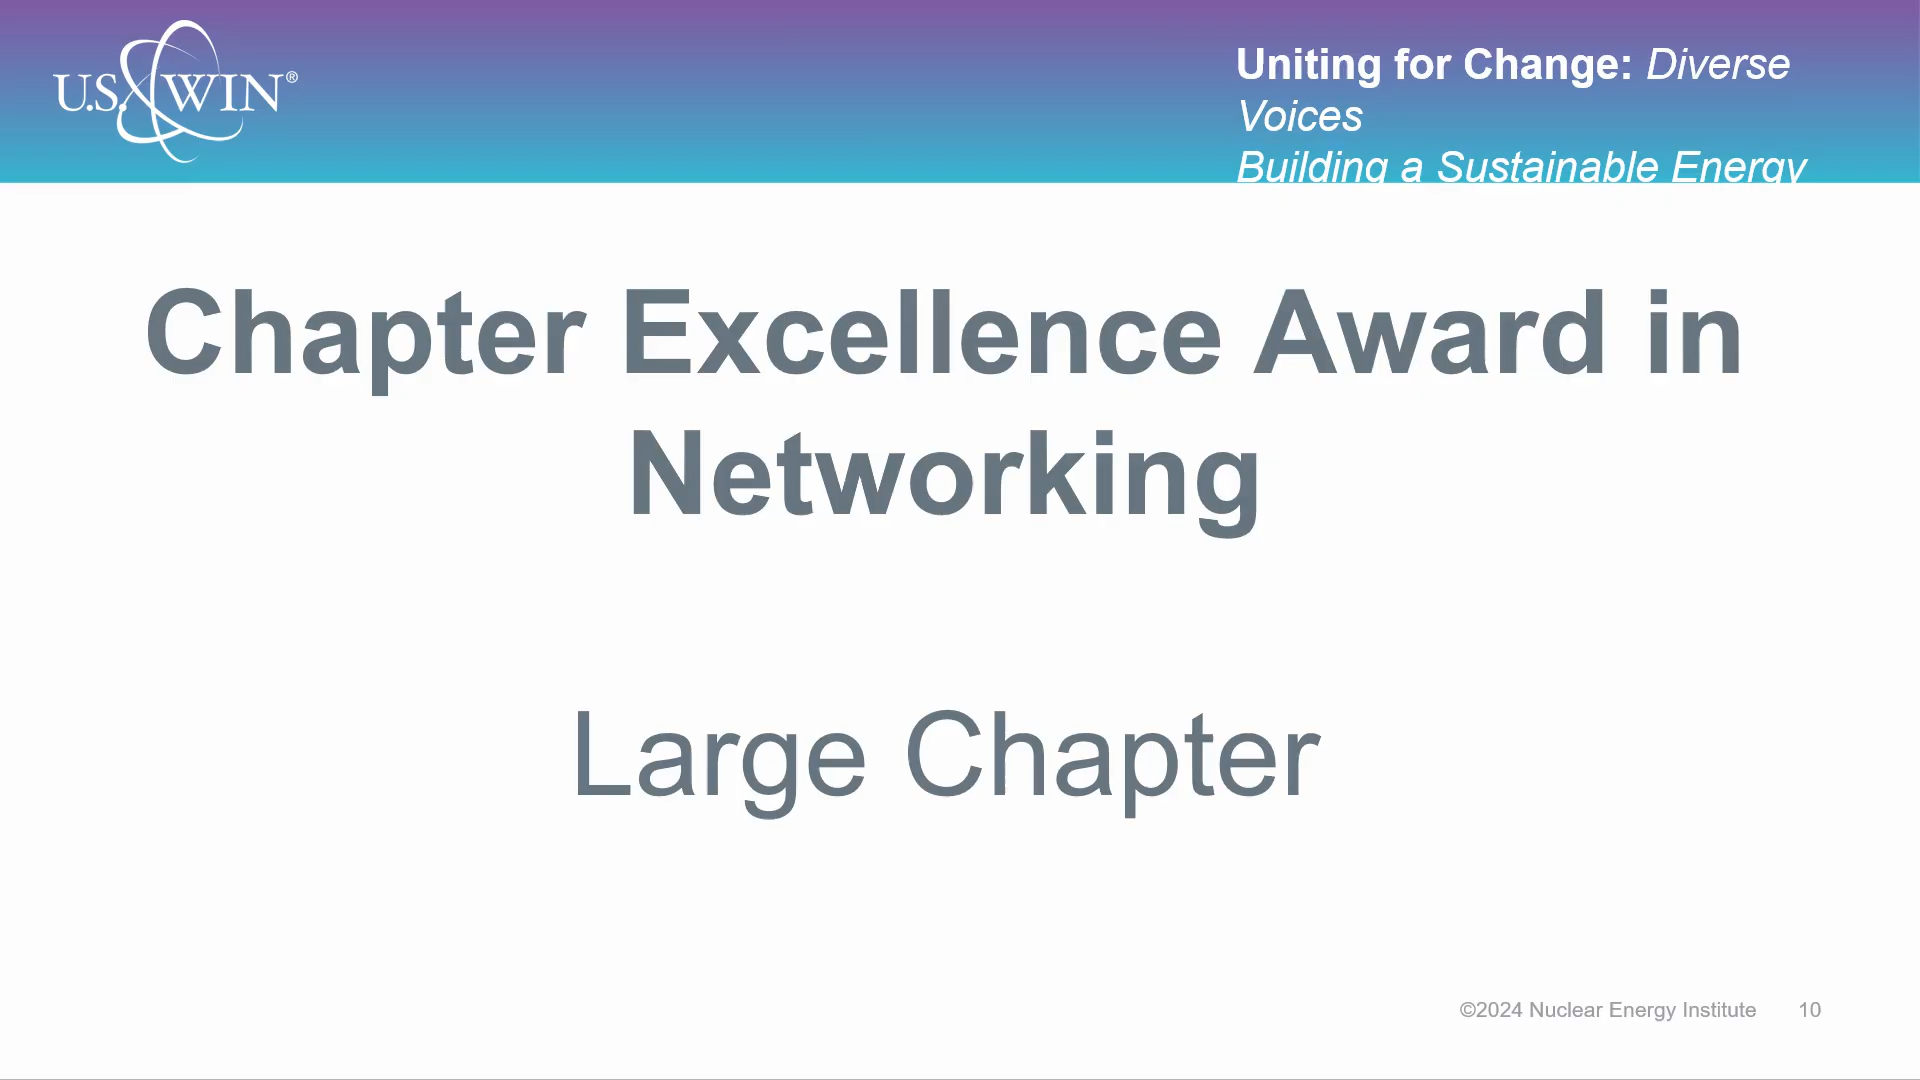 U.S. WIN®
Uniting for Change: Diverse
Voices
Building a Sustainable Energy
Chapter Excellence Award in
Networking
Large Chapter
©2024 Nuclear Energy Institute 10